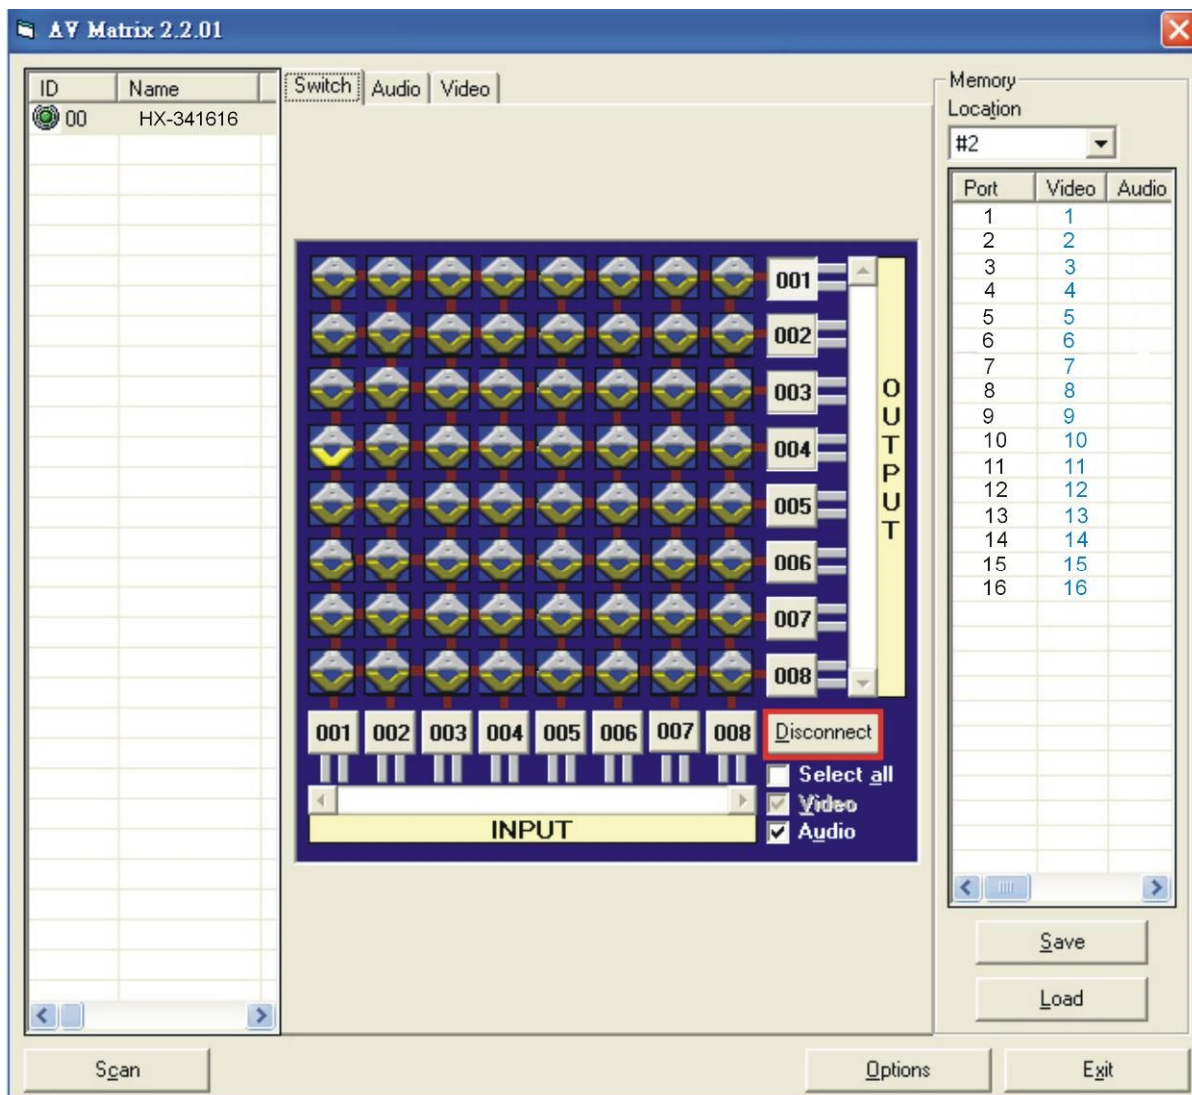 AV Matrix 2.2.01
ID Name
00 HX-341616
Switch Audio Video
001
002
003
004
005
006
007
008
OUTPUT
001 002 003 004 005 006 007 008
Disconnect
Select all
Video
Audio
INPUT
Memory
Location
#2
Port Video Audio
1 1
2 2
3 3
4 4
5 5
6 6
7 7
8 8
9 9
10 10
11 11
12 12
13 13
14 14
15 15
16 16
Save
Load
Scan
Options
Exit